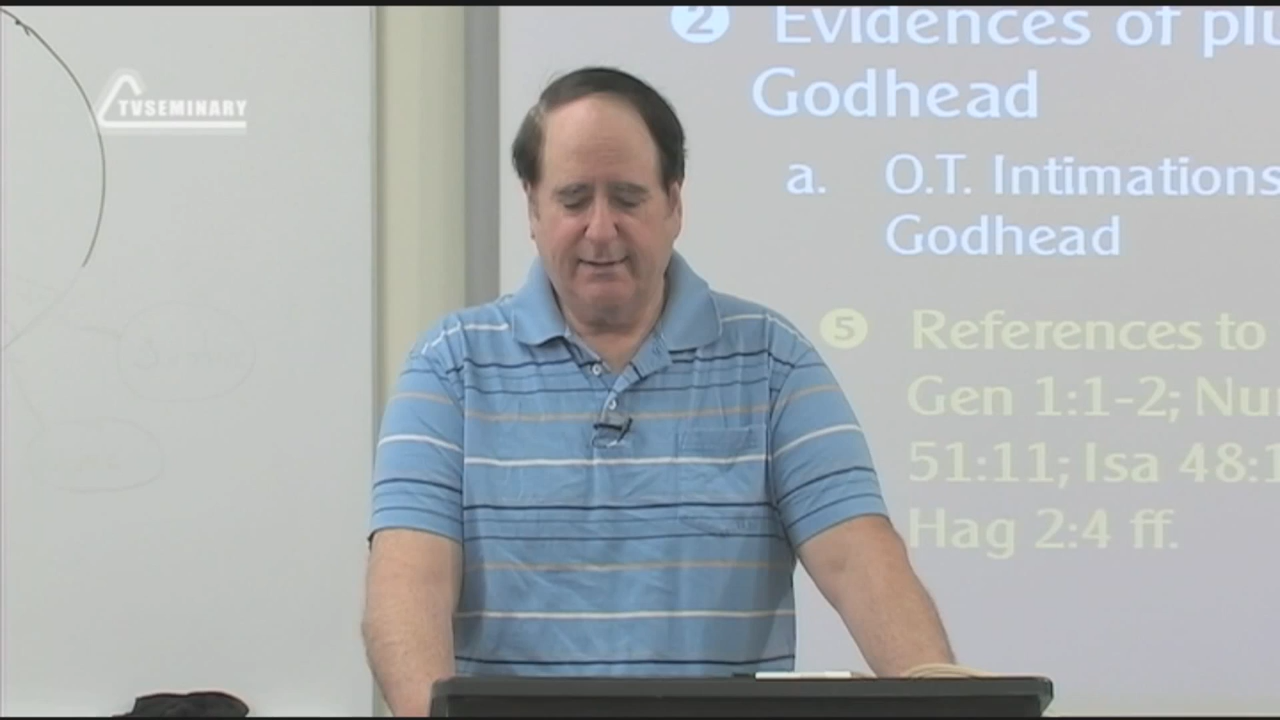 TVSEMINARY
2 Evidences of plu
Godhead
a. O.T. Intimations
Godhead
5 References to
Gen 1:1-2; Nu
51:11; Isa 48:1
Hag 2:4 ff.